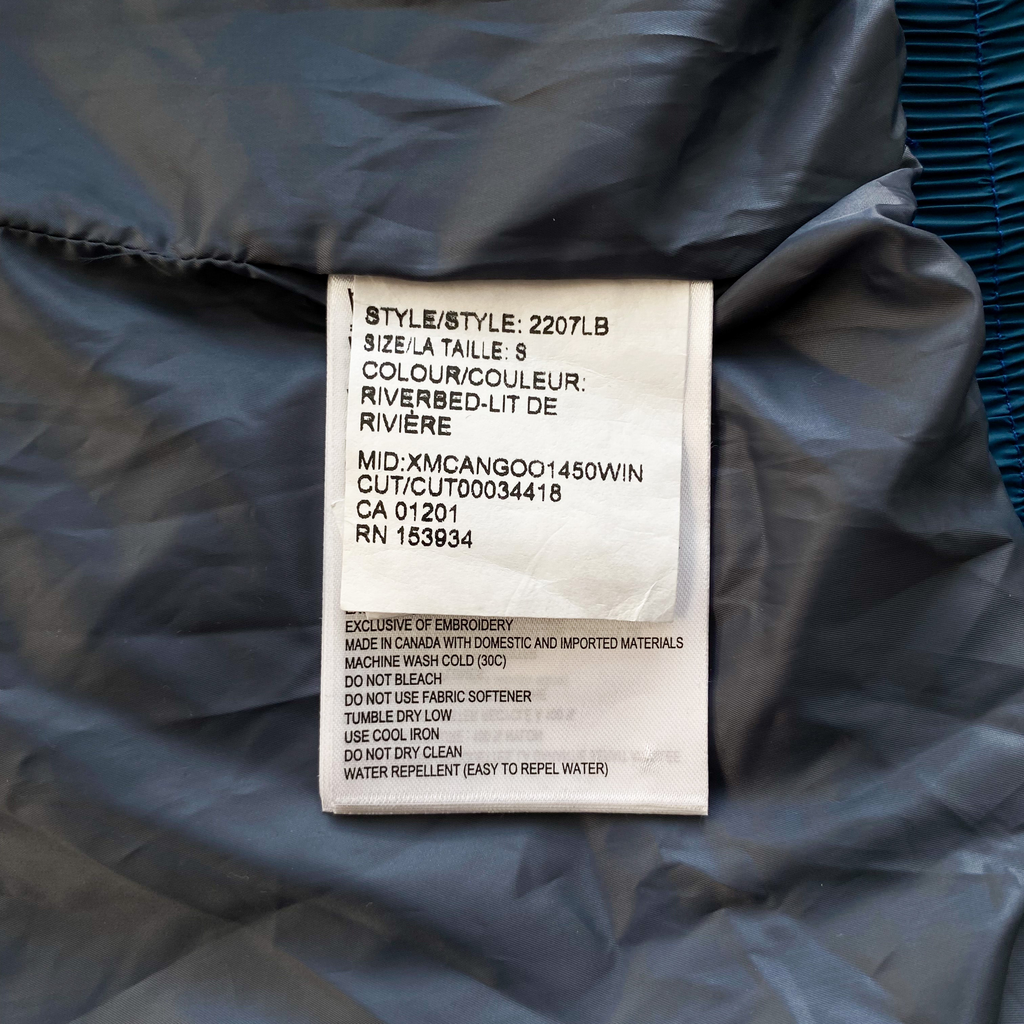 STYLE/STYLE: 2207LB
SIZE/LA TAILLE: S
COLOUR/COULEUR:
RIVERBED-LIT DE
RIVIÈRE
MID:XMCANGOO1450WIN
CUT/CUT00034418
CA 01201
RN 153934
EXCLUSIVE OF EMBROIDERY
MADE IN CANADA WITH DOMESTIC AND IMPORTED MATERIALS
MACHINE WASH COLD (30C)
DO NOT BLEACH
DO NOT USE FABRIC SOFTENER
TUMBLE DRY LOW
USE COOL IRON
DO NOT DRY CLEAN
WATER REPELLENT (EASY TO REPEL WATER)